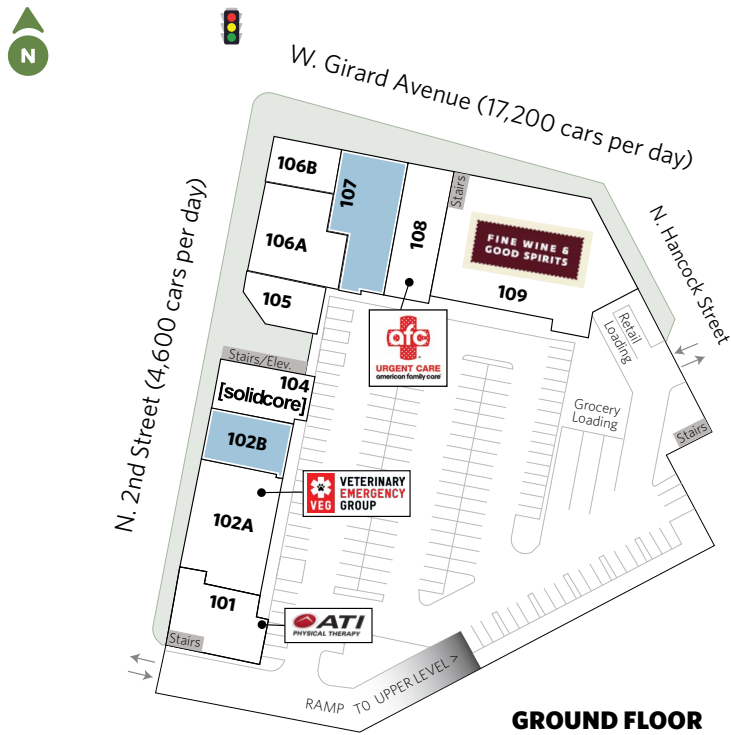 N
W. Girard Avenue (17,200 cars per day)
N. 2nd Street (4,600 cars per day)
N. Hancock Street
106B
107
Stairs
108
106A
FINE WINE &
GOOD SPIRITS
109
105
afc
URGENT CARE
american family care
Retail
Loading
Stairs/Elev.
104
[solidcore]
Grocery
Loading
Stairs
102B
VEG
VETERINARY
EMERGENCY
GROUP
102A
101
ATI
PHYSICAL THERAPY
Stairs
RAMP TO UPPER LEVEL >
GROUND FLOOR